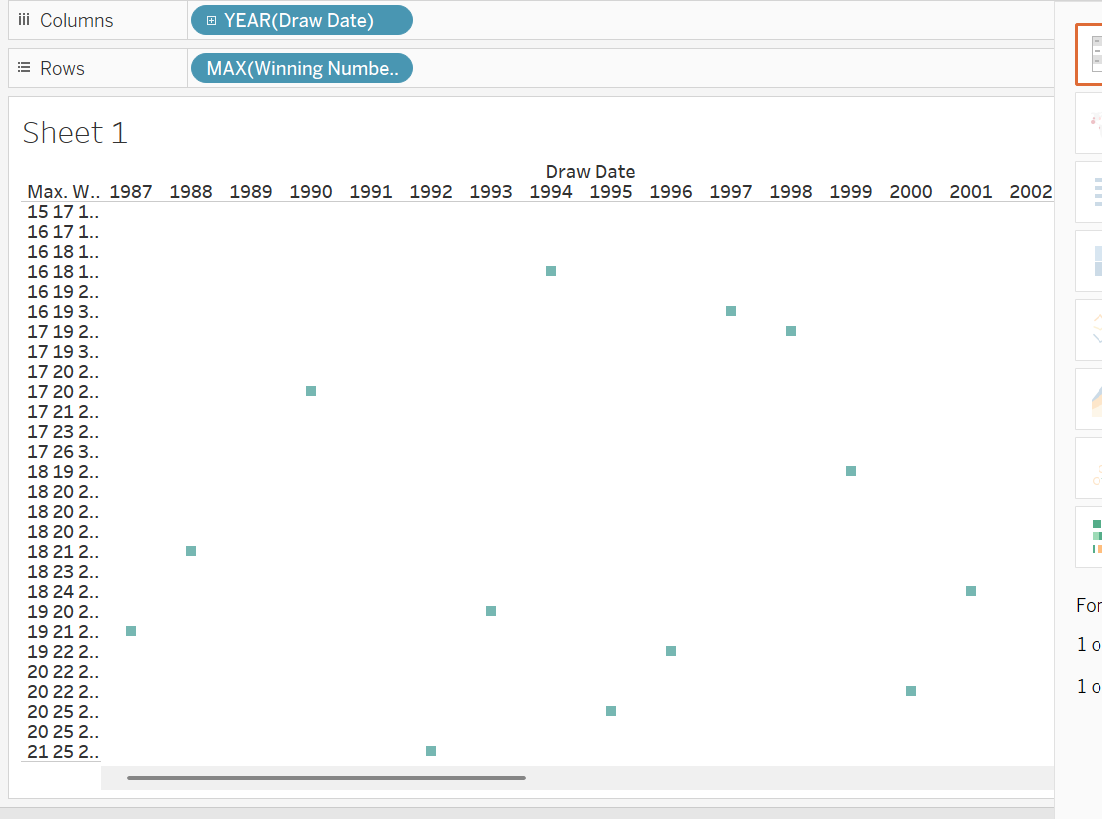 Columns YEAR(Draw Date)
Rows MAX(Winning Numbe..
Sheet 1
Draw Date
Max. W.. 1987 1988 1989 1990 1991 1992 1993 1994 1995 1996 1997 1998 1999 2000 2001 2002
15 17 1..
16 17 1..
16 18 1..
16 18 1..
16 19 2..
16 19 3..
17 19 2..
17 19 3..
17 20 2..
17 20 2..
17 21 2..
17 23 2..
17 26 3..
18 19 2..
18 20 2..
18 20 2..
18 20 2..
18 21 2..
18 23 2..
18 24 2..
19 20 2..
19 21 2..
19 22 2..
20 22 2..
20 22 2..
20 25 2..
20 25 2..
21 25 2..
For
1 o
1 o